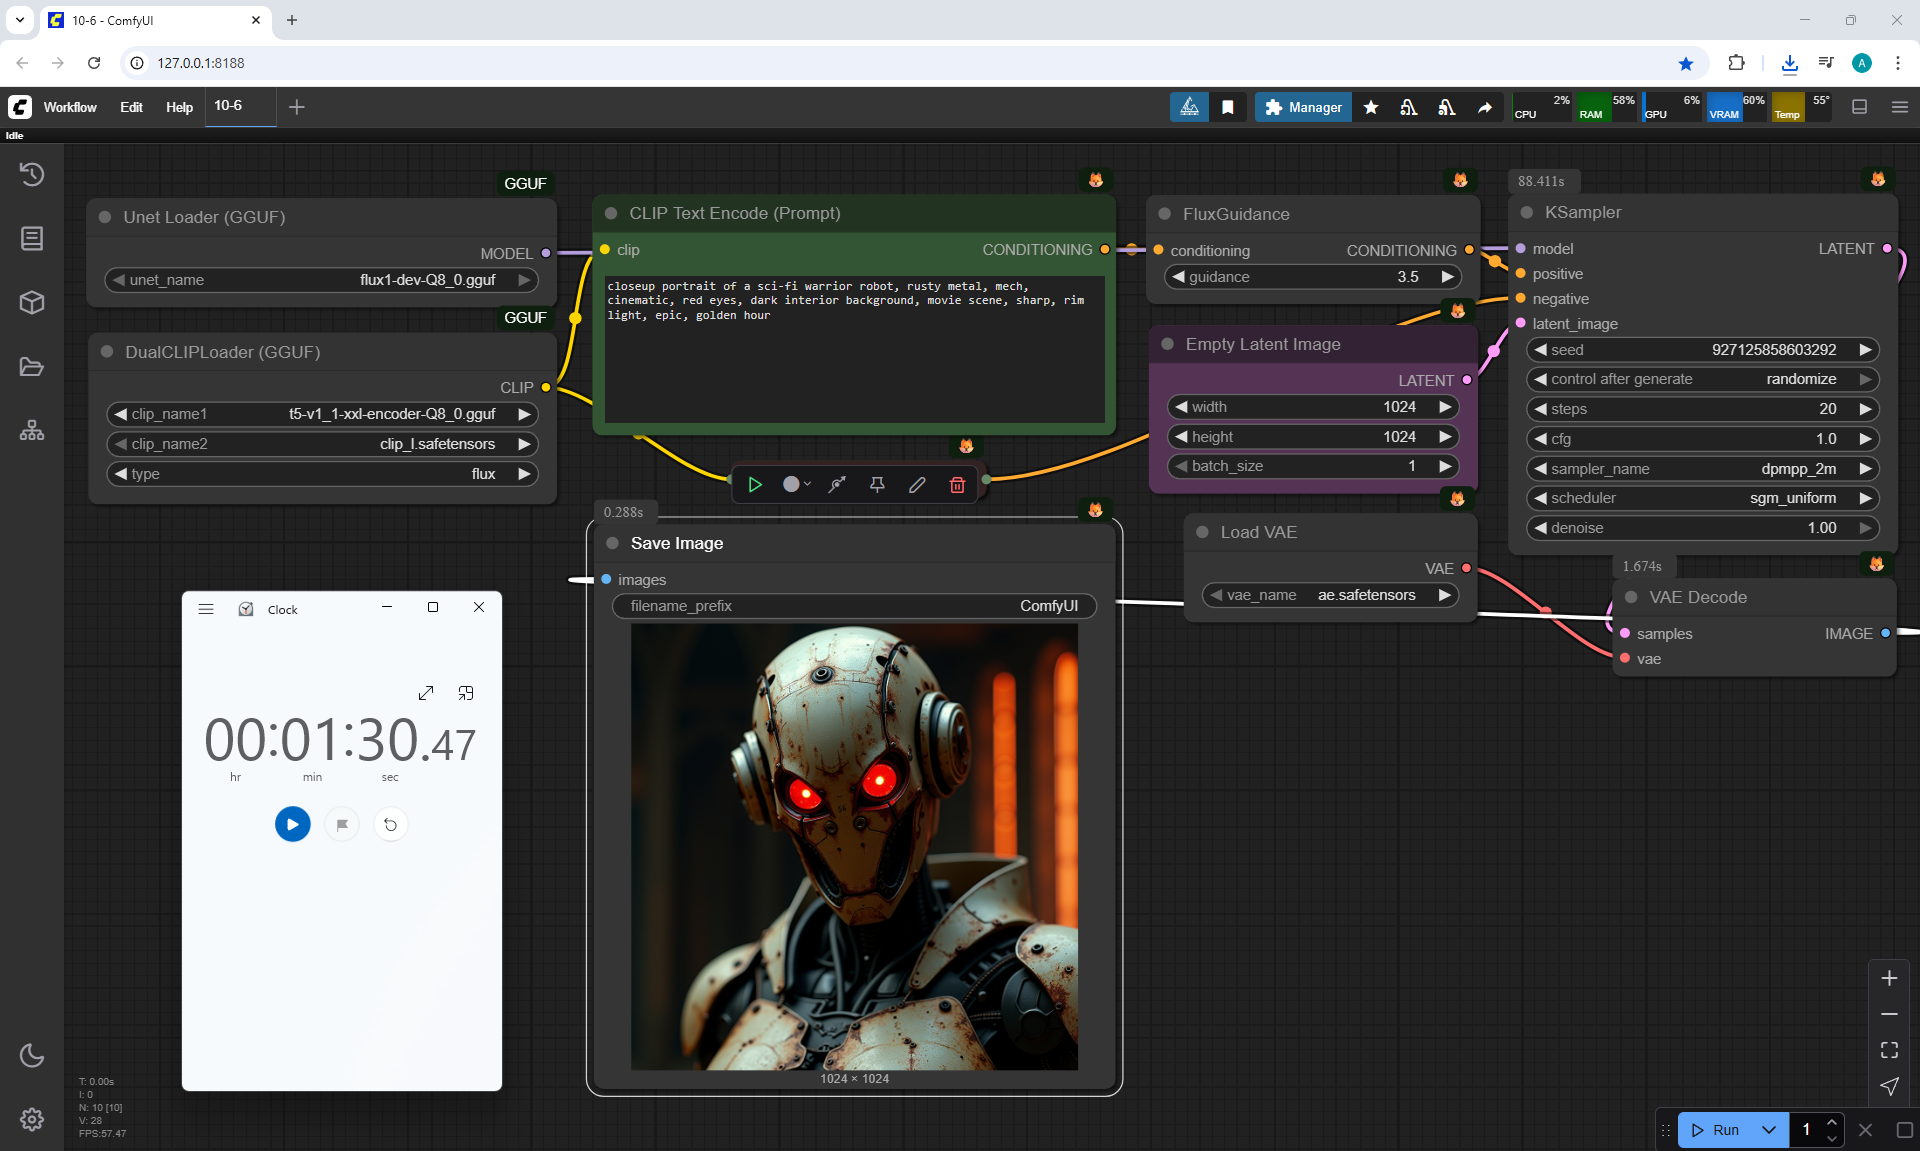 10-6 - ComfyUI
127.0.0.1:8188
A
Workflow Edit Help 10-6
Manager
CPU 2%
RAM 58%
GPU 6%
VRAM 60%
Temp 55°
Idle
GGUF
Unet Loader (GGUF)
MODEL
unet_name flux1-dev-Q8_0.gguf
GGUF
DualCLIPLoader (GGUF)
CLIP
clip_name1 t5-v1_1-xxl-encoder-Q8_0.gguf
clip_name2 clip_l.safetensors
type flux
CLIP Text Encode (Prompt)
clip CONDITIONING
closeup portrait of a sci-fi warrior robot, rusty metal, mech,
cinematic, red eyes, dark interior background, movie scene, sharp, rim
light, epic, golden hour
FluxGuidance
conditioning CONDITIONING
guidance 3.5
Empty Latent Image
LATENT
width 1024
height 1024
batch_size 1
Load VAE
VAE
vae_name ae.safetensors
88.411s
KSampler
model LATENT
positive
negative
latent_image
seed 927125858603292
control after generate randomize
steps 20
cfg 1.0
sampler_name dpmpp_2m
scheduler sgm_uniform
denoise 1.00
1.674s
VAE Decode
samples IMAGE
vae
0.288s
Save Image
images
filename_prefix ComfyUI
1024 × 1024
Clock
00:01:30.47
hr min sec
T: 0.00s
I: 0
N: 10 [10]
V: 28
FPS:57.47
Run 1